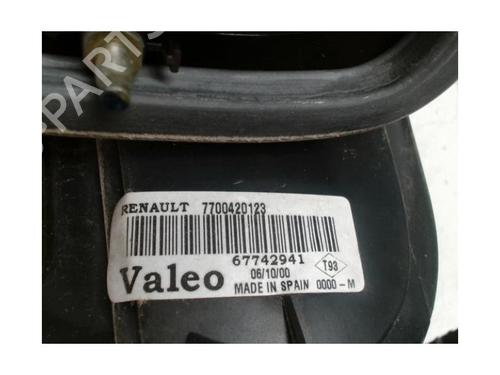 RENAULT 7700420123
67742941
Valeo 06/10/00 T93
MADE IN SPAIN 0000-M